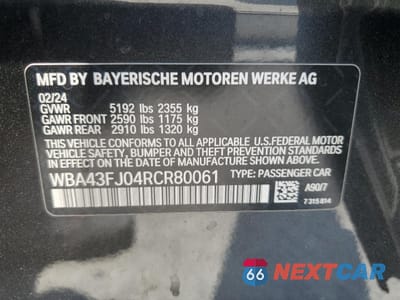 MFD BY BAYERISCHE MOTOREN WERKE AG
02/24
GVWR 5192 lbs 2355 kg
GAWR FRONT 2590 lbs 1175 kg
GAWR REAR 2910 lbs 1320 kg
THIS VEHICLE CONFORMS TO ALL APPLICABLE U.S.FEDERAL MOTOR
VEHICLE SAFETY, BUMPER, AND THEFT PREVENTION
STANDARDS IN EFFECT ON THE DATE OF
MANUFACTURE SHOWN ABOVE.
WBA43FJ04RCR80061 TYPE: PASSENGER CAR
A90/7
7315814
66 NEXTCAR